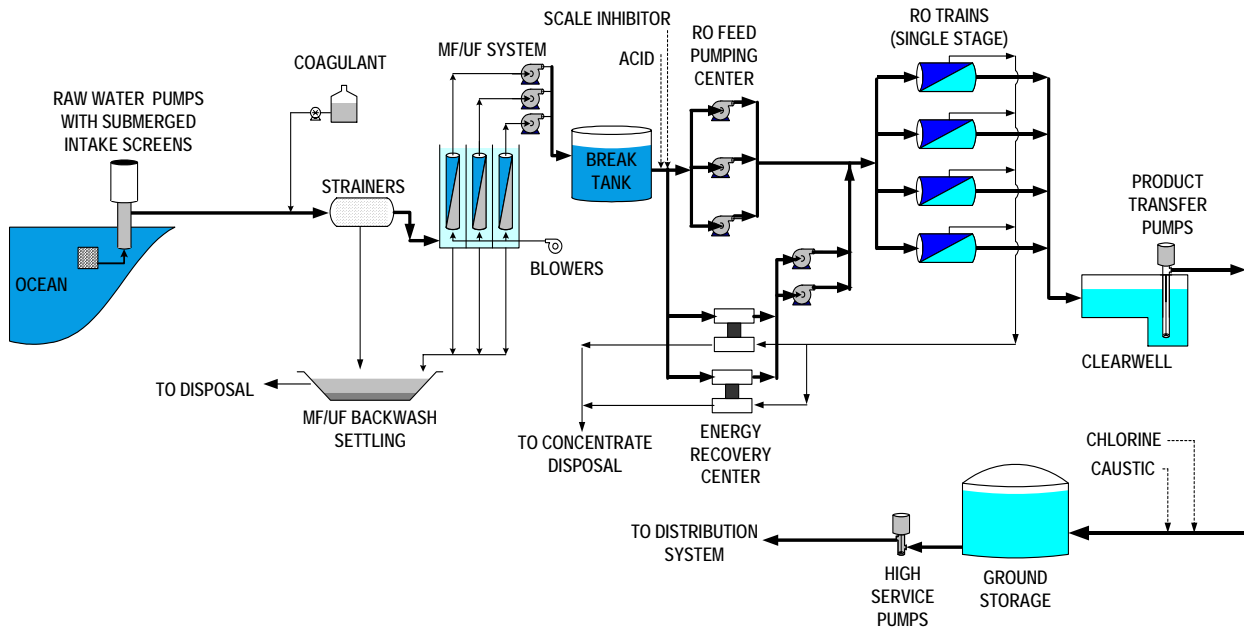 SCALE INHIBITOR
ACID
RO FEED
PUMPING
CENTER
RO TRAINS
(SINGLE STAGE)
MF/UF SYSTEM
COAGULANT
RAW WATER PUMPS
WITH SUBMERGED
INTAKE SCREENS
STRAINERS
BREAK
TANK
PRODUCT
TRANSFER
PUMPS
OCEAN
BLOWERS
CLEARWELL
TO DISPOSAL
MF/UF BACKWASH
SETTLING
TO CONCENTRATE
DISPOSAL
ENERGY
RECOVERY
CENTER
CHLORINE
CAUSTIC
TO DISTRIBUTION
SYSTEM
HIGH
SERVICE
PUMPS
GROUND
STORAGE